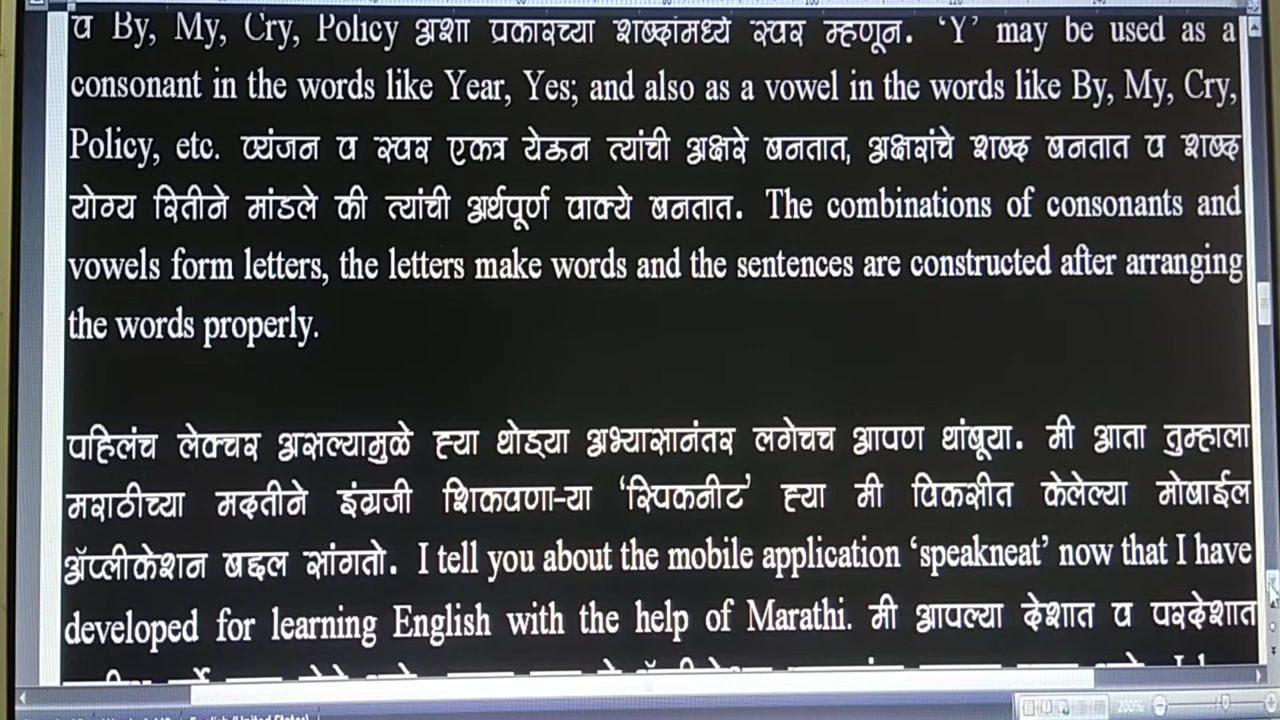 व By, My, Cry, Policy अशा प्रकारच्या शब्दांमध्ये स्वर म्हणून. ‘Y’ may be used as a
consonant in the words like Year, Yes; and also as a vowel in the words like By, My, Cry,
Policy, etc. व्यंजन व स्वर एकत्र येऊन त्यांची अक्षरे बनतात, अक्षरांचे शब्द बनतात व शब्द
योग्य रितीने मांडले की त्यांची अर्थपूर्ण वाक्ये बनतात. The combinations of consonants and
vowels form letters, the letters make words and the sentences are constructed after arranging
the words properly.
पहिलंच लेक्चर असल्यामुळे ह्या थोड्या अभ्यासानंतर लगेचच आपण थांबूया. मी आता तुम्हाला
मराठीच्या मदतीने इंग्रजी शिकवणा-या ‘स्पिकनीट’ ह्या मी विकसीत केलेल्या मोबाईल
ॲप्लीकेशन बद्दल सांगतो. I tell you about the mobile application ‘speakneat’ now that I have
developed for learning English with the help of Marathi. मी आपल्या देशात व परदेशात
200%